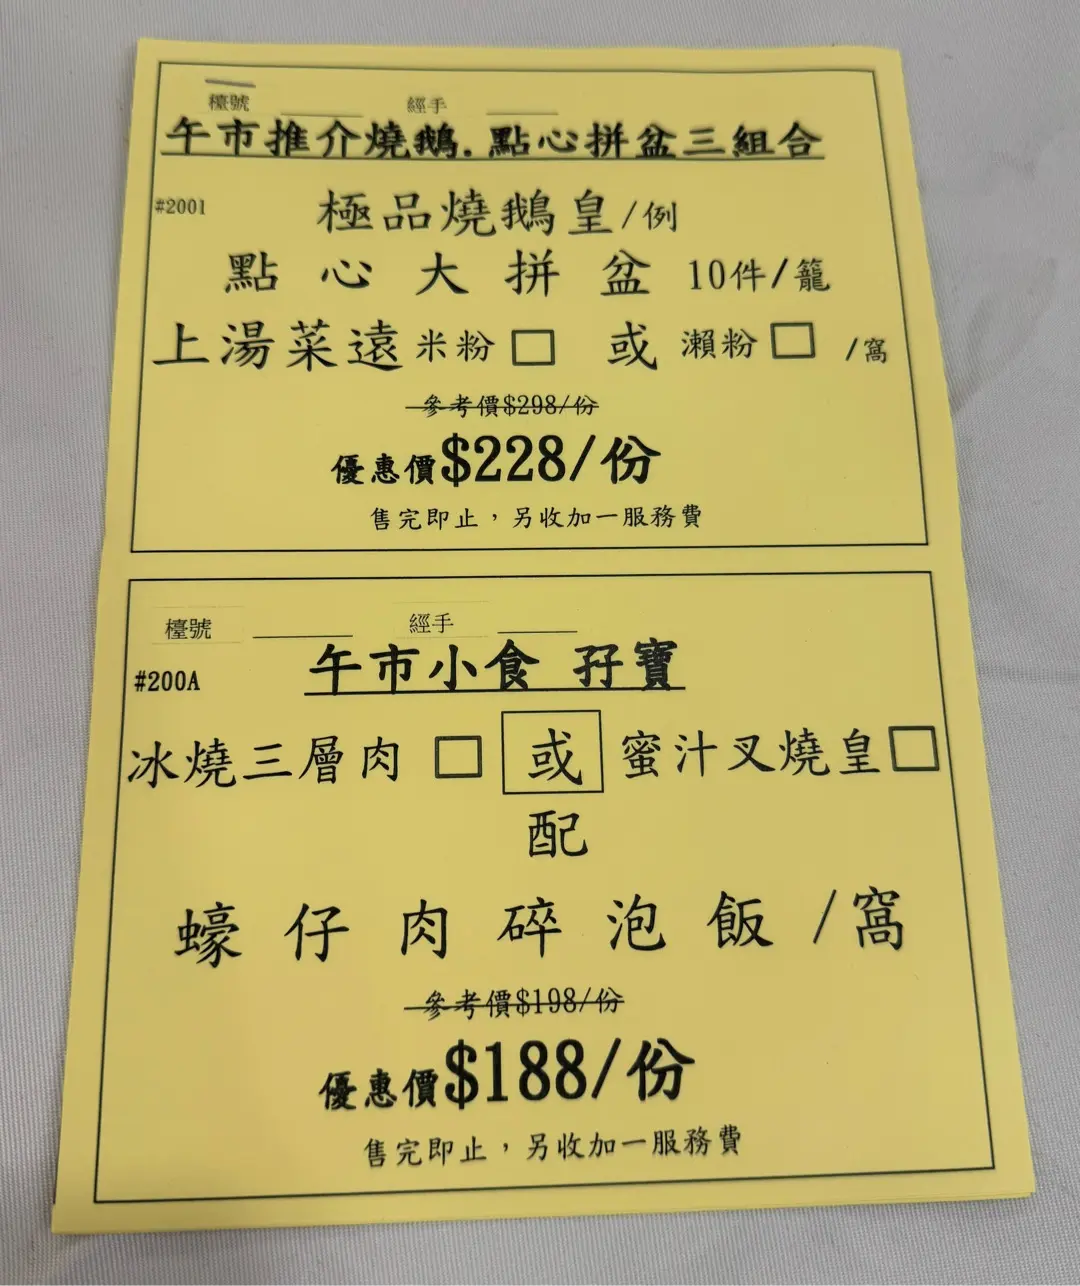 檯號 經手
午市推介燒鵝.點心拼盆三組合
#2001 極品燒鵝皇/例
點心大拼盆 10件/籠
上湯菜遠米粉□ 或 瀨粉□ /窩
參考價$298/份
優惠價$228/份
售完即止，另收加一服務費
檯號 經手
#200A 午市小食 孖寶
冰燒三層肉 □ 或 蜜汁叉燒皇□
配
蠔仔肉碎泡飯/窩
參考價$198/份
優惠價$188/份
售完即止，另收加一服務費